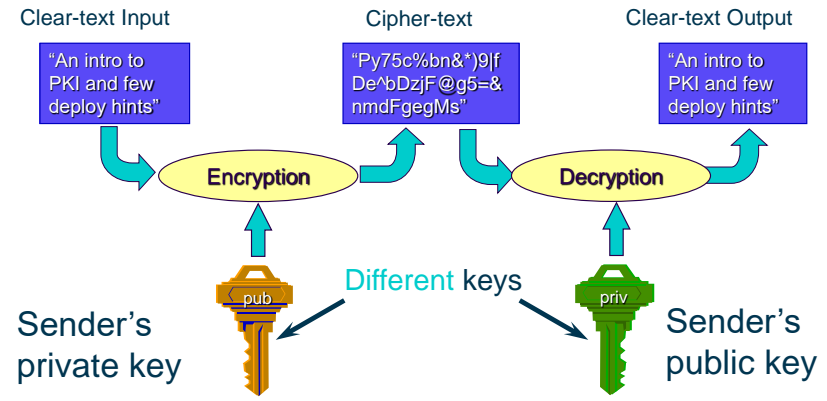 Clear-text Input
Cipher-text
Clear-text Output
“An intro to
PKI and few
deploy hints”
“Py75c%bn&*)9|f
De^bDzjF@g5=&
nmdFgegMs”
“An intro to
PKI and few
deploy hints”
Encryption
Decryption
Different keys
pub
priv
Sender’s
private key
Sender’s
public key